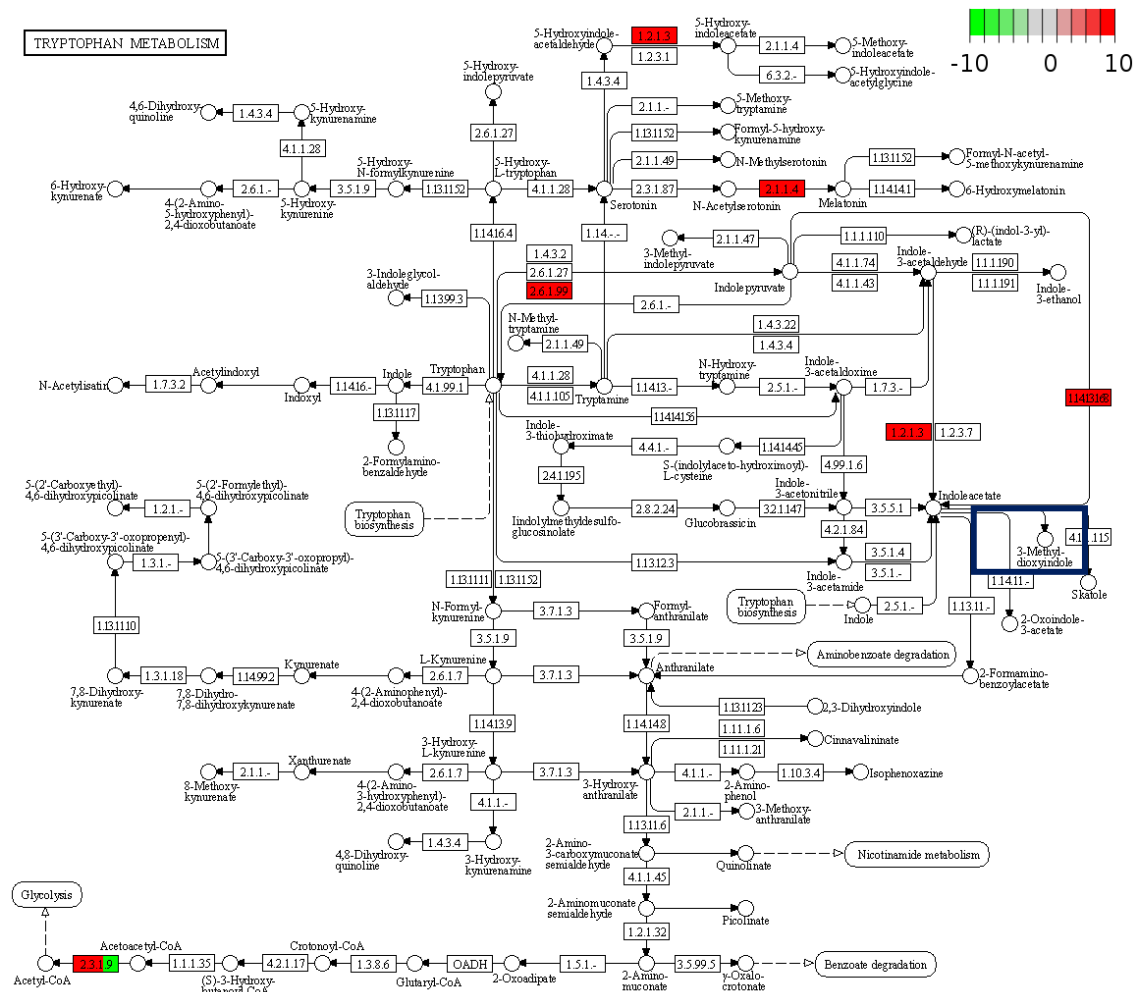 TRYPTOPHAN METABOLISM
-10 0 10
5-Hydroxyindole-
acetaldehyde
1.2.1.3
1.2.3.1
5-Hydroxy-
indoleacetate
2.1.1.4
5-Methoxy-
indoleacetate
6.3.2.-
5-Hydroxyindole-
acetylglycine
5-Hydroxy-
indolepyruvate
1.4.3.4
4,6-Dihydroxy-
quinoline
1.4.3.4
5-Hydroxy-
kynurenamine
2.1.1.-
5-Methoxy-
tryptamine
2.6.1.27
1.13.11.52
Formyl-5-hydroxy-
kynurenamine
4.1.1.28
5-Hydroxy-
N-formylkynurenine
5-Hydroxy-
L-tryptophan
2.1.1.49
N-Methylserotonin
1.13.11.52
Formyl-N-acetyl-
5-methoxykynurenamine
6-Hydroxy-
kynurenate
2.6.1.-
3.5.1.9
1.13.11.52
4.1.1.28
2.3.1.87
2.1.1.4
1.14.14.1
6-Hydroxymelatonin
4-(2-Amino-
5-hydroxyphenyl)-
2,4-dioxobutanoate
5-Hydroxy-
kynurenine
Serotonin
N-Acetylserotonin
Melatonin
1.14.16.4
1.14.-.-
2.1.1.47
3-Methyl-
indolepyruvate
1.1.1.110
(R)-(indol-3-yl)-
lactate
1.4.3.2
2.6.1.27
2.6.1.99
Indolepyruvate
4.1.1.74
4.1.1.43
Indole-
3-acetaldehyde
1.1.1.190
1.1.1.191
Indole-
3-ethanol
3-Indoleglycol
aldehyde
1.13.99.3
2.6.1.-
N-Methyl-
tryptamine
2.1.1.49
1.4.3.22
1.4.3.4
N-Acetylisatin
1.7.3.2
Acetylindoxyl
Indoxyl
1.14.16.-
Indole
4.1.99.1
Tryptophan
4.1.1.28
4.1.1.105
Tryptamine
1.14.13.-
N-Hydroxy-
tryptamine
2.5.1.-
Indole-
3-acetaldoxime
1.7.3.-
1.13.11.17
2-Formylamino-
benzaldehyde
1.14.14.156
1.14.13.168
Indole-
3-thiohydroximate
4.4.1.-
1.14.14.45
S-(indolylaceto-hydroximoyl)-
L-cysteine
1.2.1.3
1.2.3.7
2.4.1.195
4.99.1.6
5-(2'-Carboxyethyl)-
4,6-dihydroxypicolinate
1.2.1.-
5-(2'-Formylethyl)-
4,6-dihydroxypicolinate
Tryptophan
biosynthesis
Iindolylmethyldesulfo-
glucosinolate
2.8.2.24
Glucobrassicin
3.2.1.147
Indole-
3-acetonitrile
3.5.5.1
Indoleacetate
4.2.1.84
5-(3'-Carboxy-3'-oxopropenyl)-
4,6-dihydroxypicolinate
1.3.1.-
5-(3'-Carboxy-3'-oxopropyl)-
4,6-dihydroxypicolinate
1.13.12.3
3.5.1.4
3.5.1.-
Indole-
3-acetamide
3-Methyl-
dioxyindole
1.14.11.-
Skatole
1.13.11.11
1.13.11.52
Tryptophan
biosynthesis
Indole
2.5.1.-
1.13.11.-
2-Oxoindole-
3-acetate
N-Formyl-
kynurenine
3.7.1.3
Formyl-
anthranilate
1.13.11.10
3.5.1.9
3.5.1.9
Aminobenzoate degradation
7,8-Dihydroxy-
kynurenate
1.3.1.18
7,8-Dihydro-
7,8-dihydroxykynurenate
1.14.99.2
Kynurenate
4-(2-Aminophenyl)-
2,4-dioxobutanoate
2.6.1.7
L-Kynurenine
3.7.1.3
Anthranilate
2-Formamino-
benzoylacetate
1.13.11.23
2,3-Dihydroxyindole
1.14.13.9
1.14.14.8
1.11.1.6
1.11.1.21
Cinnavalininate
8-Methoxy-
kynurenate
2.1.1.-
Xanthurenate
4-(2-Amino-
3-hydroxyphenyl)-
2,4-dioxobutanoate
2.6.1.7
3-Hydroxy-
L-kynurenine
3.7.1.3
3-Hydroxy-
anthranilate
4.1.1.-
2-Amino-
phenol
1.10.3.4
Isophenoxazine
4.1.1.-
2.1.1.-
3-Methoxy-
anthranilate
1.13.11.6
4,8-Dihydroxy-
quinoline
1.4.3.4
3-Hydroxy-
kynurenamine
2-Amino-
3-carboxymuconate
semialdehyde
Quinolinate
Nicotinamide metabolism
4.1.1.45
Glycolysis
2-Aminomuconate
semialdehyde
Picolinate
1.2.1.32
Acetyl-CoA
2.3.1.9
Acetoacetyl-CoA
1.1.1.35
(S)-3-Hydroxy-
butanoyl-CoA
4.2.1.17
Crotonoyl-CoA
1.3.8.6
Glutaryl-CoA
OADH
2-Oxoadipate
1.5.1.-
2-Amino-
muconate
3.5.99.5
γ-Oxalo-
crotonate
Benzoate degradation